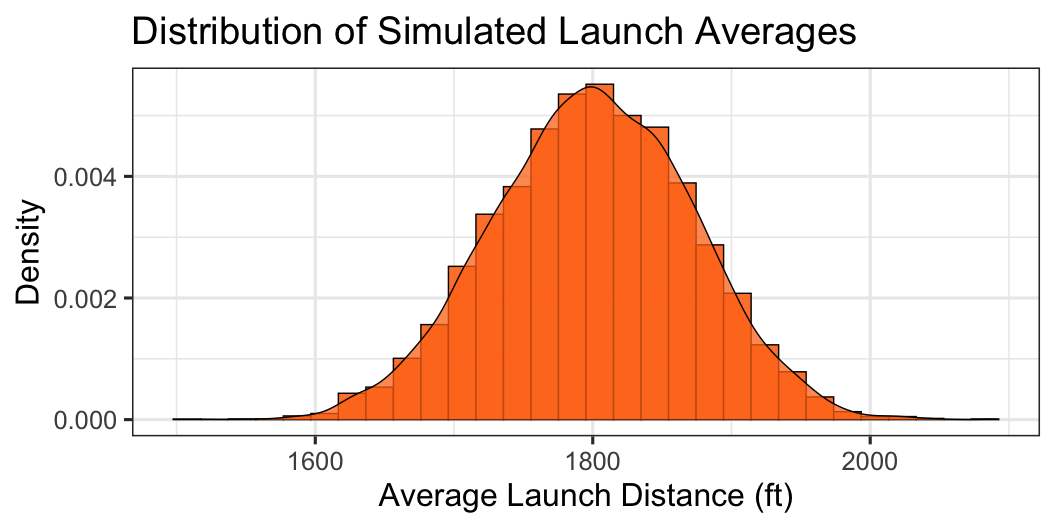 Distribution of Simulated Launch Averages
Density
0.004
0.002
0.000
1600 1800 2000
Average Launch Distance (ft)